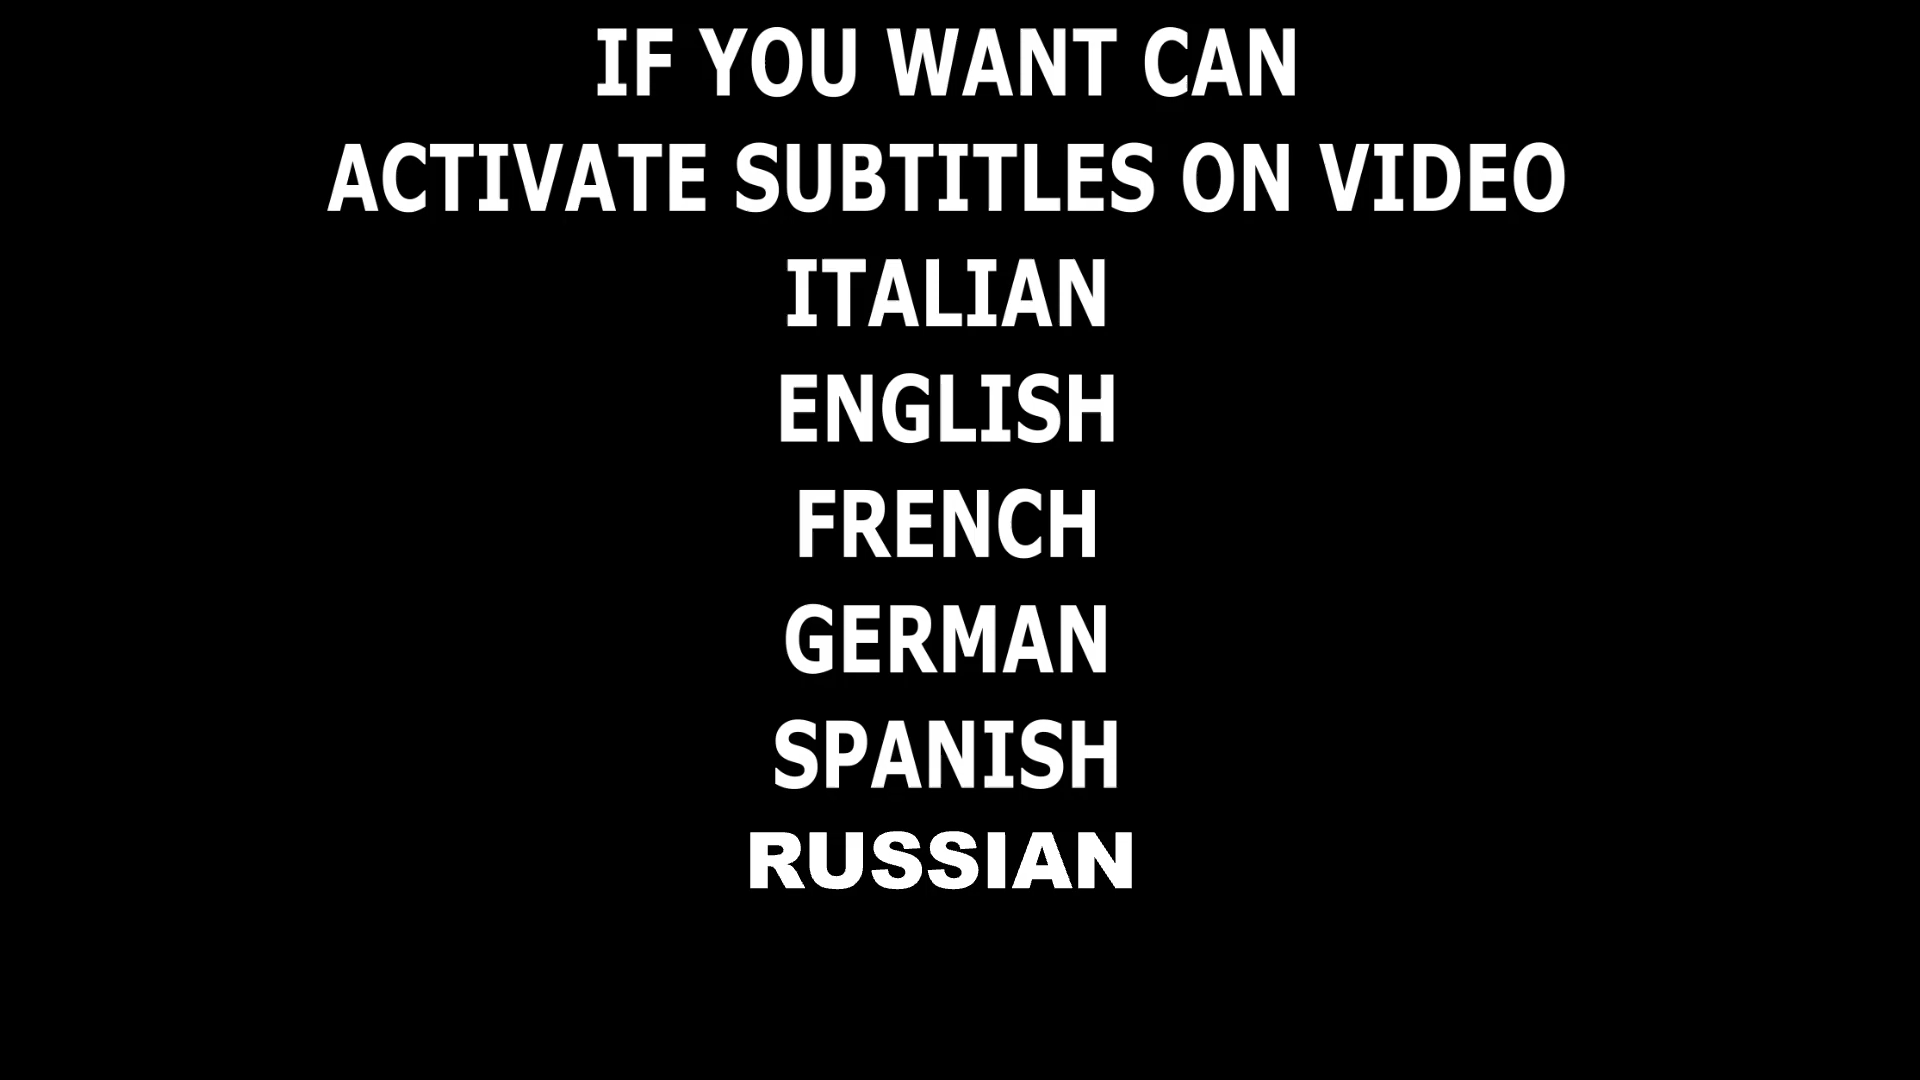 IF YOU WANT CAN
ACTIVATE SUBTITLES ON VIDEO
ITALIAN
ENGLISH
FRENCH
GERMAN
SPANISH
RUSSIAN